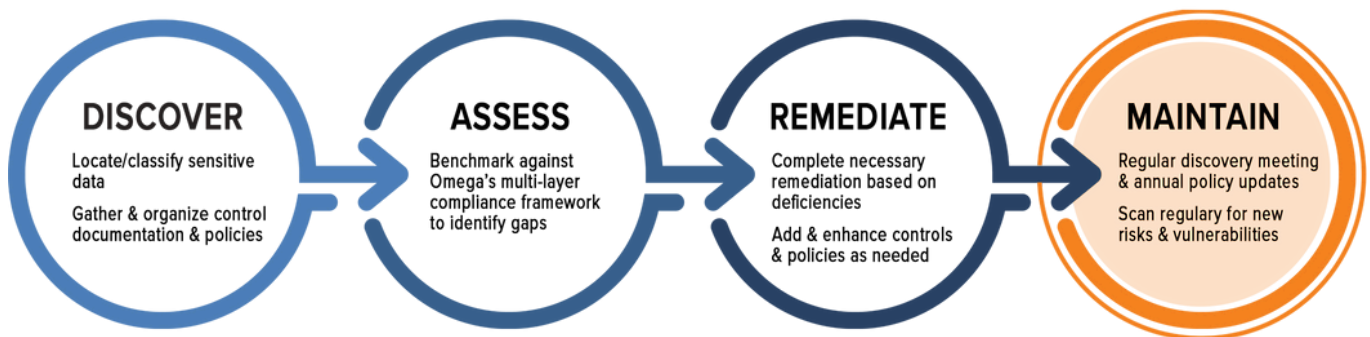 DISCOVER
Locate/classify sensitive
data
Gather & organize control
documentation & policies
ASSESS
Benchmark against
Omega's multi-layer
compliance framework
to identify gaps
REMEDIATE
Complete necessary
remediation based on
deficiencies
Add & enhance controls
& policies as needed
MAINTAIN
Regular discovery meeting
& annual policy updates
Scan regulary for new
risks & vulnerabilities